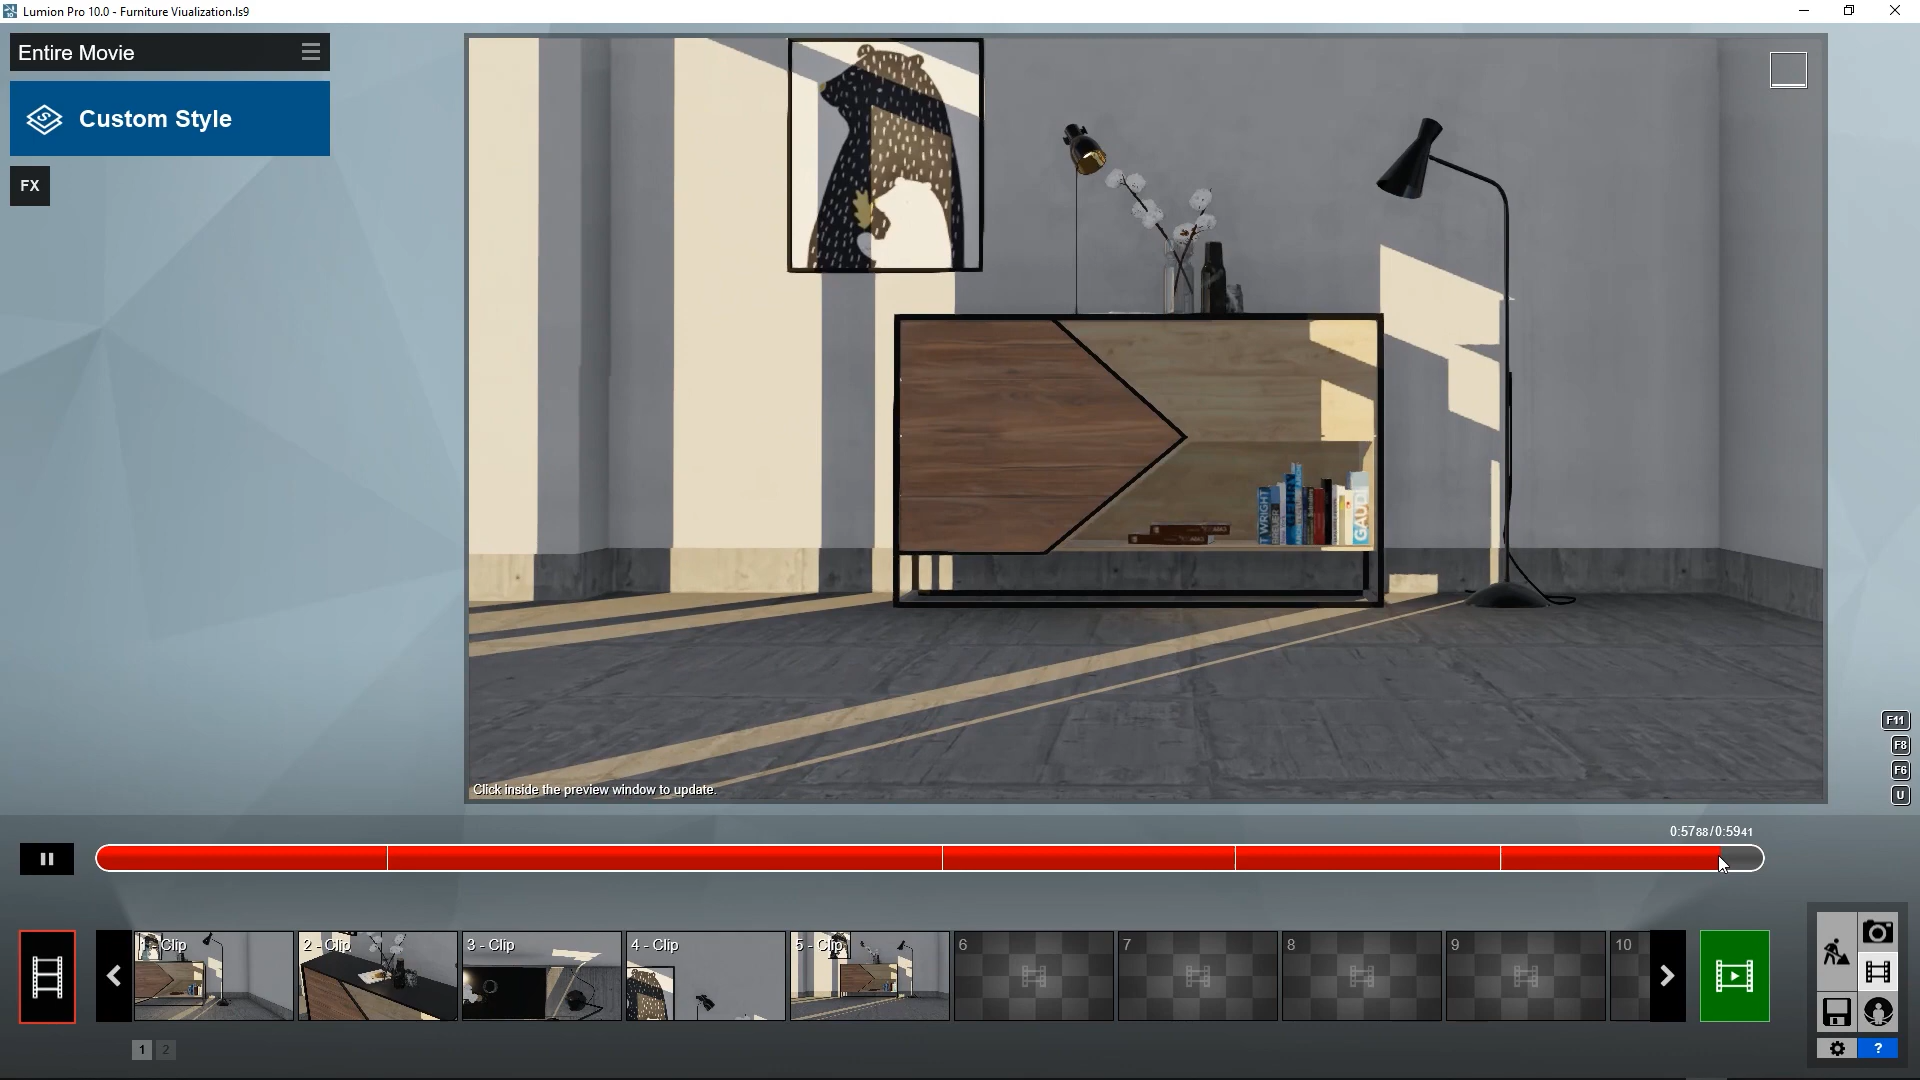 Lumion Pro 10.0 - Furniture Viualization.ls9
Entire Movie
Custom Style
FX
T WRIGHT
GAUDI
Click inside the preview window to update.
F11
F8
F6
U
0:5788/0:5941
1 - Clip
2 - Clip
3 - Clip
4 - Clip
5 - Clip
6
7
8
9
10
1
2
?